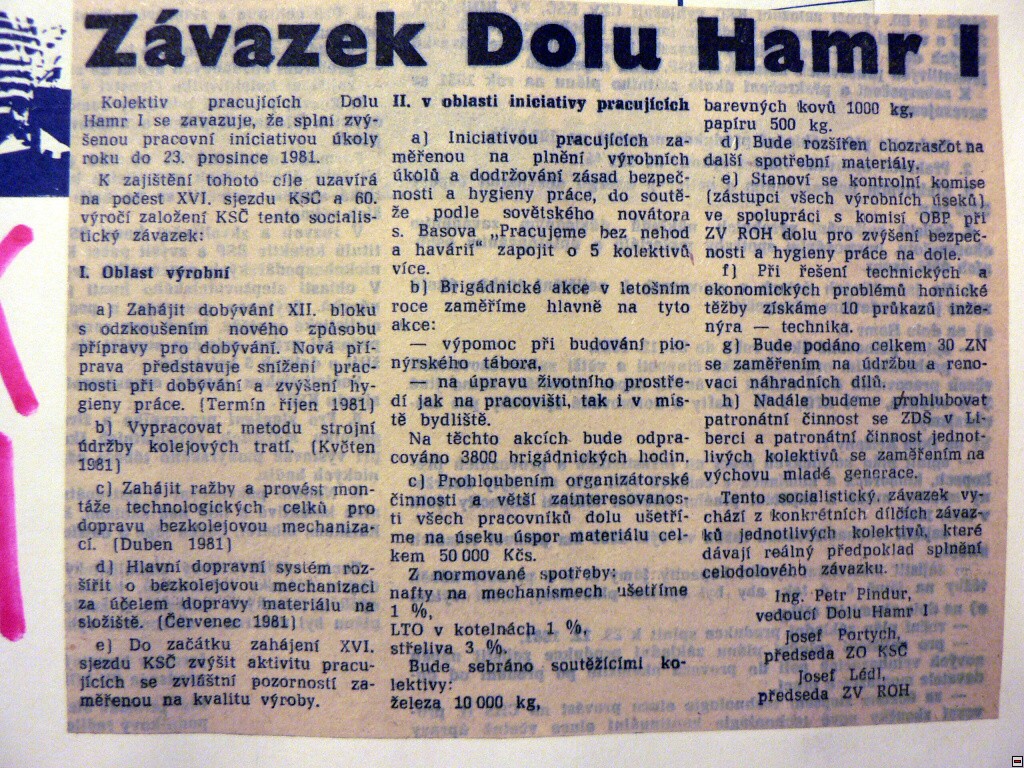 Závazek Dolu Hamr I
Kolektiv pracujících Dolu
Hamr I se zavazuje, že splní zvý-
šenou pracovní iniciativou úkoly
roku do 23. prosince 1981.
K zajištění tohoto cíle uzavírá
na počest XVI. sjezdu KSČ a 60.
výročí založení KSČ tento socialis-
tický závazek:
I. Oblast výrobní
a) Zahájit dobývání XII. bloku
s odzkoušením nového způsobu
přípravy pro dobývání. Nová pří-
prava představuje snížení prac-
nosti při dobývání a zvýšení hy-
gieny práce. (Termín říjen 1981)
b) Vypracovat metodu strojní
údržby kolejových tratí. (Květen
1981)
c) Zahájit ražby a provést mon-
táže technologických celků pro
dopravu bezkolejovou mechaniza-
cí. (Duben 1981)
d) Hlavní dopravní systém roz-
šířit o bezkolejovou mechanizaci
za účelem dopravy materiálu na
složiště. (Červenec 1981)
e) Do začátku zahájení XVI.
sjezdu KSČ zvýšit aktivitu pracu-
jících se zvláštní pozorností za-
měřenou na kvalitu výroby.
II. v oblasti iniciativy pracujících
a) Iniciativou pracujících za-
měřenou na plnění výrobních
úkolů a dodržování zásad bezpeč-
nosti a hygieny práce, do soutě-
že podle sovětského novátora
s. Basova „Pracujeme bez nehod
a havárií“ zapojit o 5 kolektivů
více.
b) Brigádnické akce v letošním
roce zaměříme hlavně na tyto
akce:
— výpomoc při budování pio-
nýrského tábora,
— na úpravu životního prostře-
dí jak na pracovišti, tak i v mís-
tě bydliště.
Na těchto akcích bude odpra-
cováno 3800 brigádnických hodin.
c) Prohloubením organizátorské
činnosti a větší zainteresovanos-
ti všech pracovníků dolu ušetří-
me na úseku úspor materiálu cel-
kem 50 000 Kčs.
Z normované spotřeby:
nafty na mechanismech ušetříme
1 %,
LTO v kotelnách 1 %,
střeliva 3 %.
Bude sebráno soutěžícími ko-
lektivy:
železa 10 000 kg,
barevných kovů 1000 kg,
papíru 500 kg.
d) Bude rozšířen chozrasčot na
další spotřební materiály.
e) Stanoví se kontrolní komise
(zástupci všech výrobních úseků)
ve spolupráci s komisí OBP při
ZV ROH dolu pro zvýšení bezpeč-
nosti a hygieny práce na dole.
f) Při řešení technických a
ekonomických problémů hornické
těžby získáme 10 průkazů inže-
nýra — technika.
g) Bude podáno celkem 30 ZN
se zaměřením na údržbu a reno-
vaci náhradních dílů.
h) Nadále budeme prohlubovat
patronátní činnost se ZDŠ v Li-
berci a patronátní činnost jednot-
livých kolektivů se zaměřením na
výchovu mladé generace.
Tento socialistický závazek vy-
chází z konkrétních dílčích závaz-
ků jednotlivých kolektivů, které
dávají reálný předpoklad splnění
celodolového závazku.
Ing. Petr Pindur,
vedoucí Dolu Hamr I
Josef Portych,
předseda ZO KSČ
Josef Lédl,
předseda ZV ROH